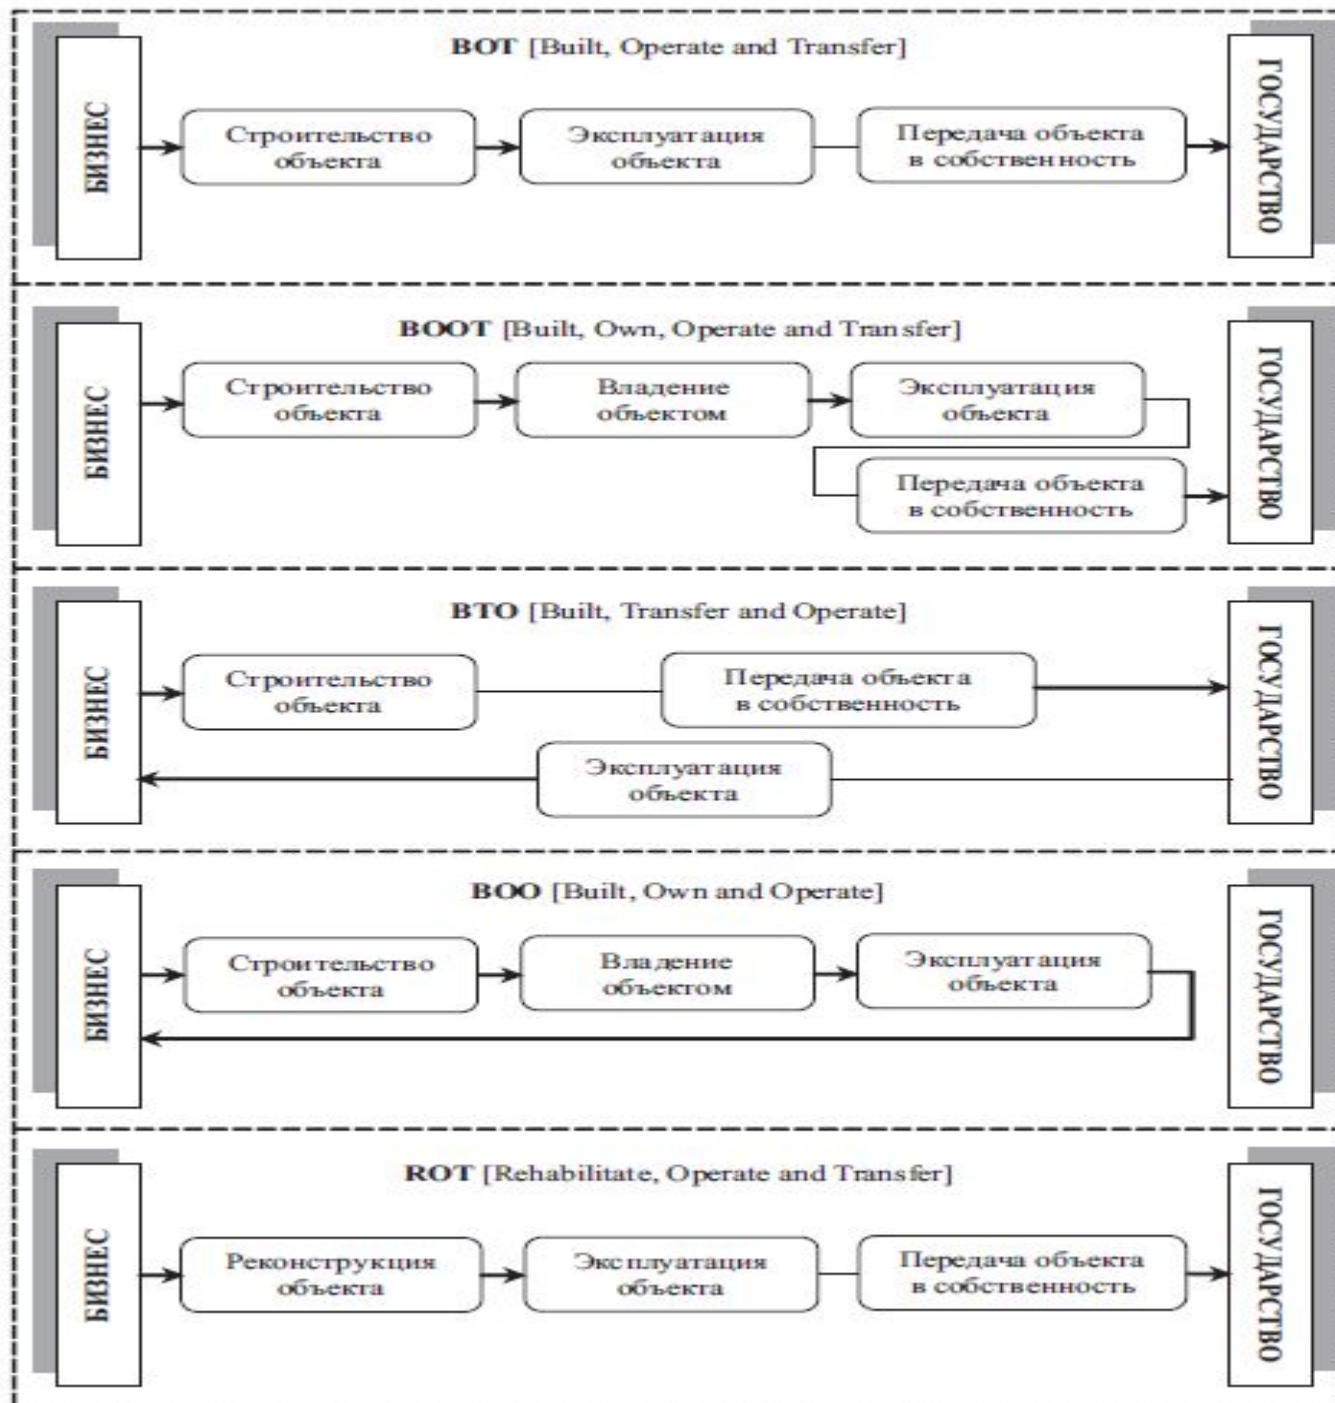 BOT [Built, Operate and Transfer]
БИЗНЕС
Строительство
объекта
Эксплуатация
объекта
Передача объекта
в собственность
ГОСУДАРСТВО
BOOT [Built, Own, Operate and Transfer]
БИЗНЕС
Строительство
объекта
Владение
объектом
Эксплуатация
объекта
Передача объекта
в собственность
ГОСУДАРСТВО
BTO [Built, Transfer and Operate]
БИЗНЕС
Строительство
объекта
Передача объекта
в собственность
Эксплуатация
объекта
ГОСУДАРСТВО
BOO [Built, Own and Operate]
БИЗНЕС
Строительство
объекта
Владение
объектом
Эксплуатация
объекта
ГОСУДАРСТВО
ROT [Rehabilitate, Operate and Transfer]
БИЗНЕС
Реконструкция
объекта
Эксплуатация
объекта
Передача объекта
в собственность
ГОСУДАРСТВО